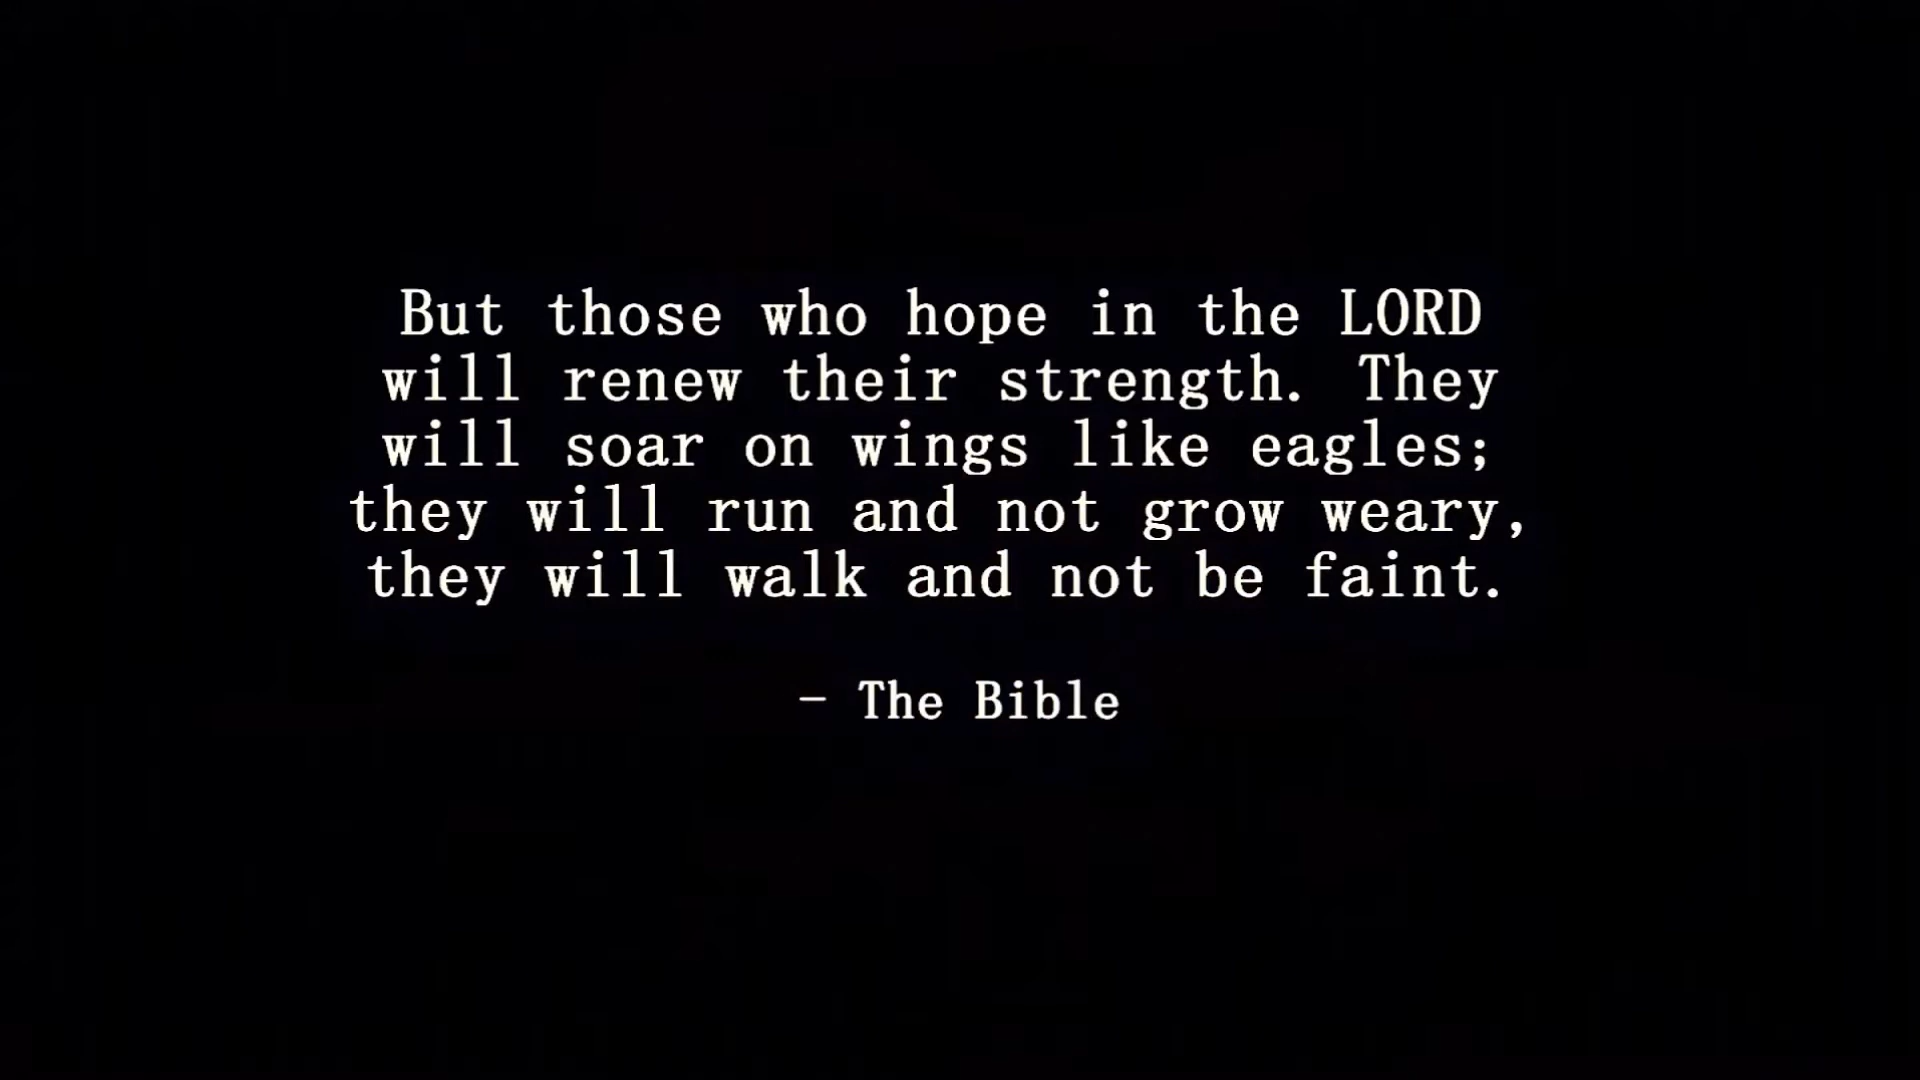 But those who hope in the LORD
will renew their strength. They
will soar on wings like eagles;
they will run and not grow weary,
they will walk and not be faint.
– The Bible